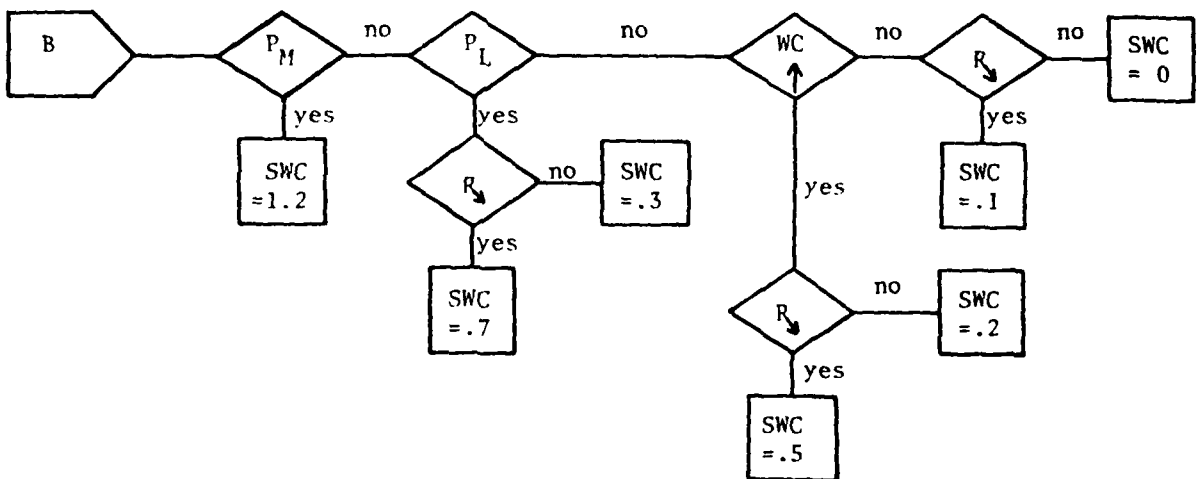 B
P_M
no
P_L
no
WC
↑
no
R↘
no
SWC
= 0
yes
SWC
=1.2
yes
R↘
no
SWC
=.3
yes
SWC
=.7
yes
R↘
no
SWC
=.2
yes
SWC
=.5
yes
SWC
=.1